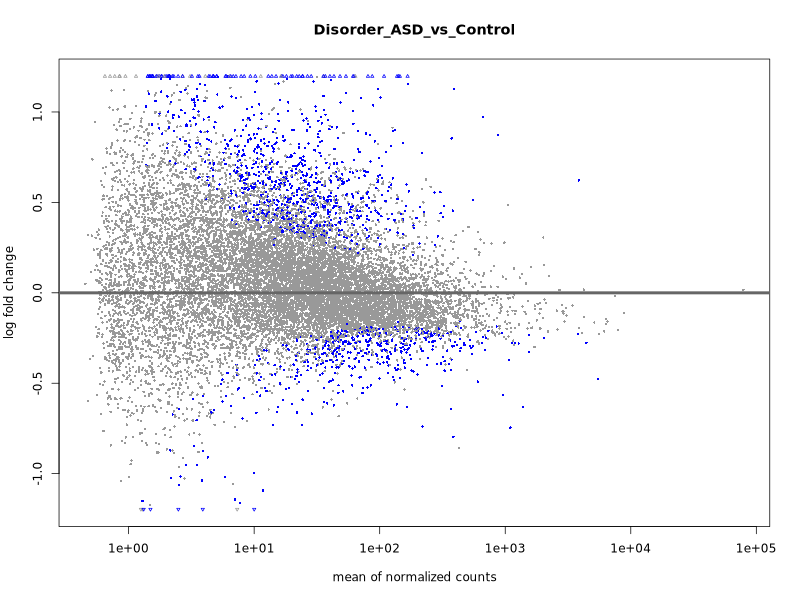 Disorder_ASD_vs_Control
log fold change
1.0
0.5
0.0
-0.5
-1.0
1e+00 1e+01 1e+02 1e+03 1e+04 1e+05
mean of normalized counts